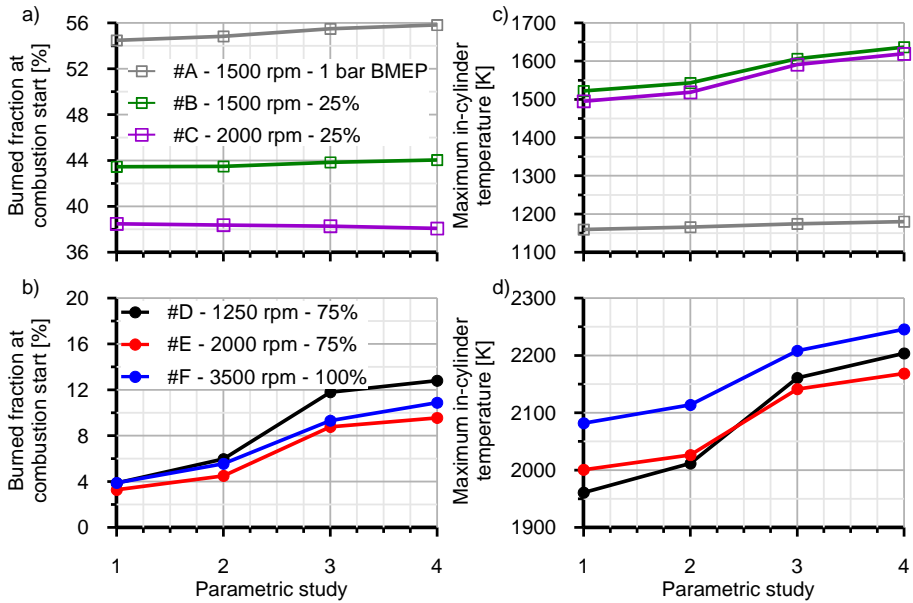 a)
Burned fraction at
combustion start [%]
56
52
48
44
40
36
#A - 1500 rpm - 1 bar BMEP
#B - 1500 rpm - 25%
#C - 2000 rpm - 25%
c)
Maximum in-cylinder
temperature [K]
1700
1600
1500
1400
1300
1200
1100
b)
Burned fraction at
combustion start [%]
20
16
12
8
4
0
#D - 1250 rpm - 75%
#E - 2000 rpm - 75%
#F - 3500 rpm - 100%
1 2 3 4
Parametric study
d)
Maximum in-cylinder
temperature [K]
2300
2200
2100
2000
1900
1 2 3 4
Parametric study